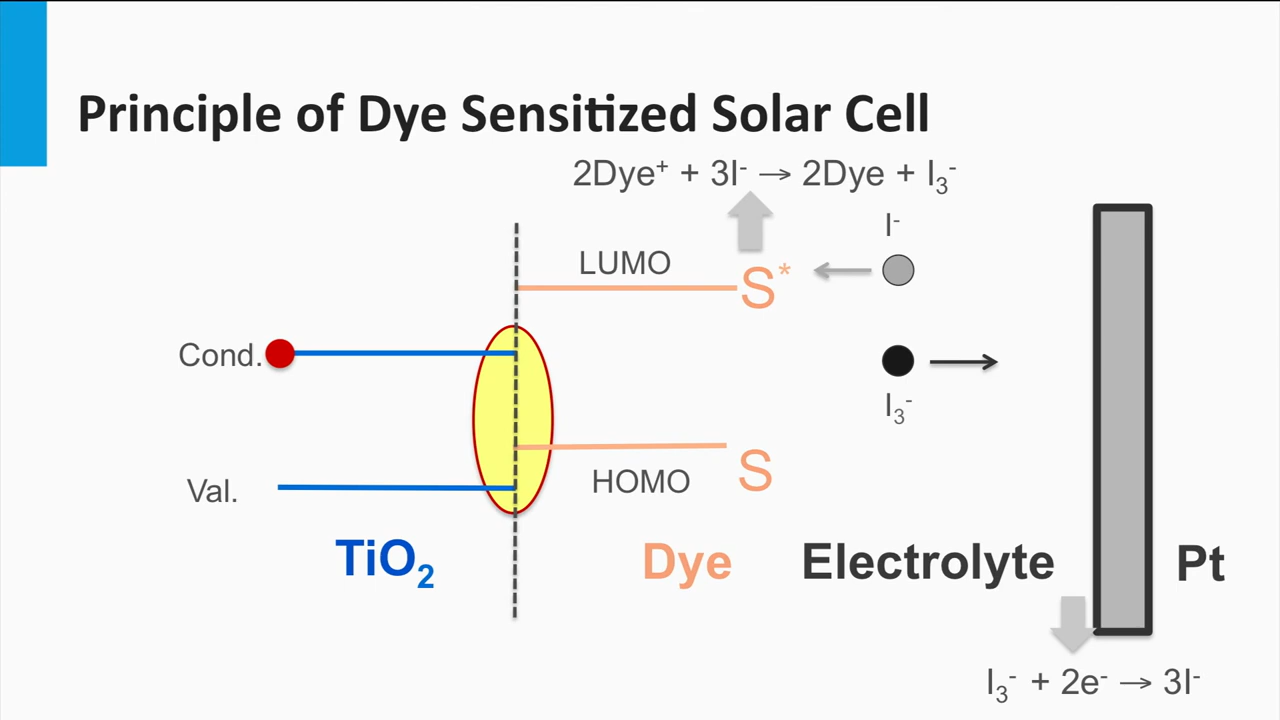 Principle of Dye Sensitized Solar Cell
2Dye⁺ + 3I⁻ → 2Dye + I₃⁻
I⁻
LUMO
S*
Cond.
I₃⁻
HOMO
S
Val.
TiO₂
Dye
Electrolyte
Pt
I₃⁻ + 2e⁻ → 3I⁻